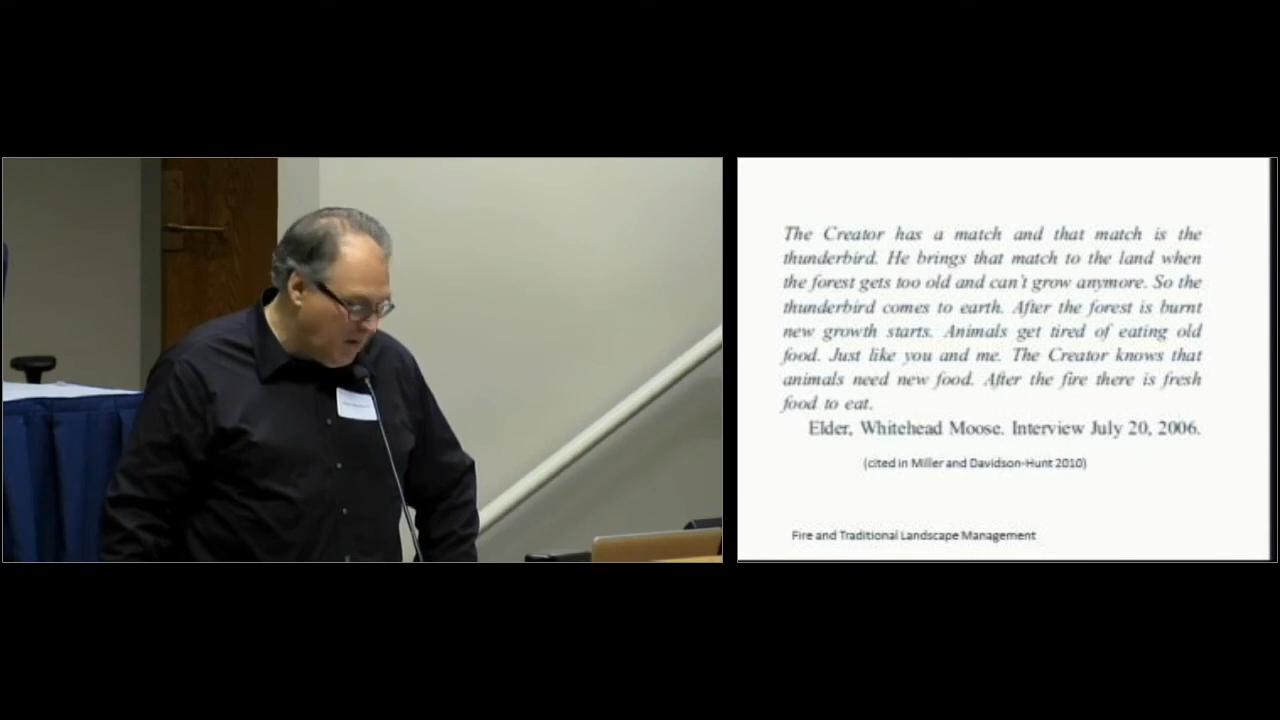 The Creator has a match and that match is the
thunderbird. He brings that match to the land when
the forest gets too old and can't grow anymore. So the
thunderbird comes to earth. After the forest is burnt
new growth starts. Animals get tired of eating old
food. Just like you and me. The Creator knows that
animals need new food. After the fire there is fresh
food to eat.
Elder, Whitehead Moose. Interview July 20, 2006.
(cited in Miller and Davidson-Hunt 2010)
Fire and Traditional Landscape Management